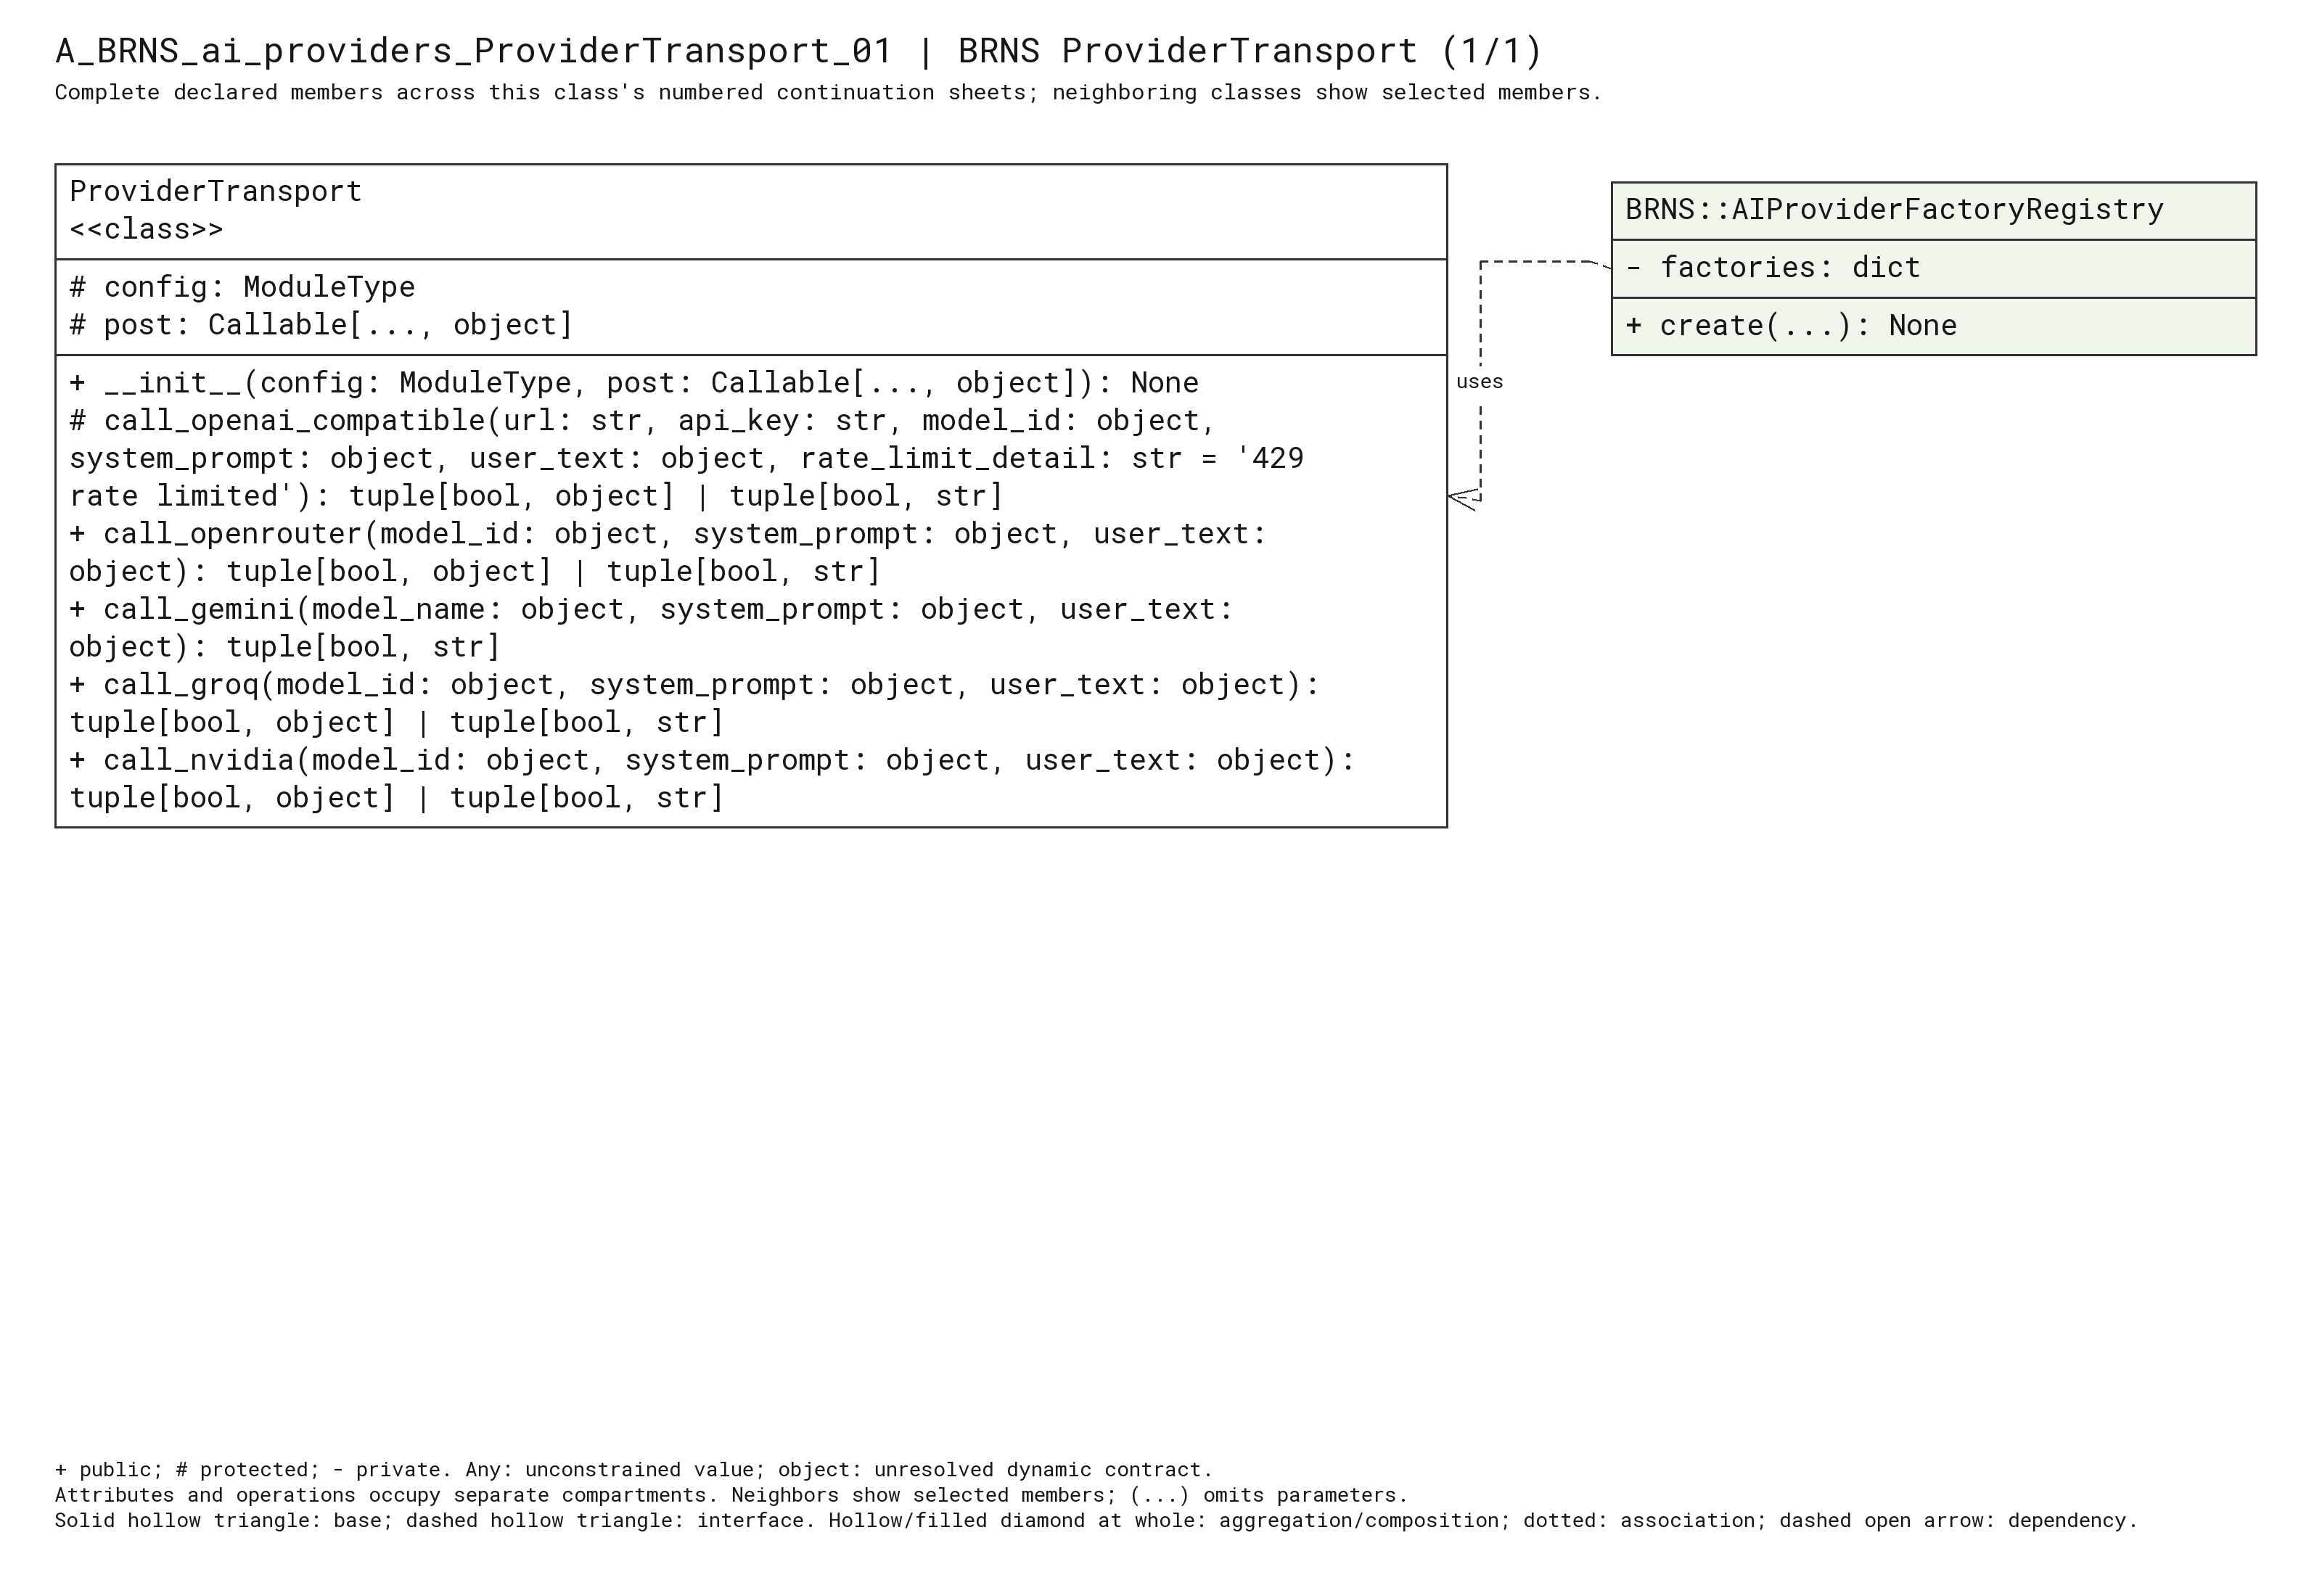 A_BRNS_ai_providers_ProviderTransport_01 | BRNS ProviderTransport (1/1)
Complete declared members across this class's numbered continuation sheets; neighboring classes show selected members.
ProviderTransport
<<class>>
# config: ModuleType
# post: Callable[..., object]
+ __init__(config: ModuleType, post: Callable[..., object]): None
# call_openai_compatible(url: str, api_key: str, model_id: object,
system_prompt: object, user_text: object, rate_limit_detail: str = '429
rate limited'): tuple[bool, object] | tuple[bool, str]
+ call_openrouter(model_id: object, system_prompt: object, user_text:
object): tuple[bool, object] | tuple[bool, str]
+ call_gemini(model_name: object, system_prompt: object, user_text:
object): tuple[bool, str]
+ call_groq(model_id: object, system_prompt: object, user_text: object):
tuple[bool, object] | tuple[bool, str]
+ call_nvidia(model_id: object, system_prompt: object, user_text: object):
tuple[bool, object] | tuple[bool, str]
uses
BRNS::AIProviderFactoryRegistry
- factories: dict
+ create(...): None
+ public; # protected; - private. Any: unconstrained value; object: unresolved dynamic contract.
Attributes and operations occupy separate compartments. Neighbors show selected members; (...) omits parameters.
Solid hollow triangle: base; dashed hollow triangle: interface. Hollow/filled diamond at whole: aggregation/composition; dotted: association; dashed open arrow: dependency.